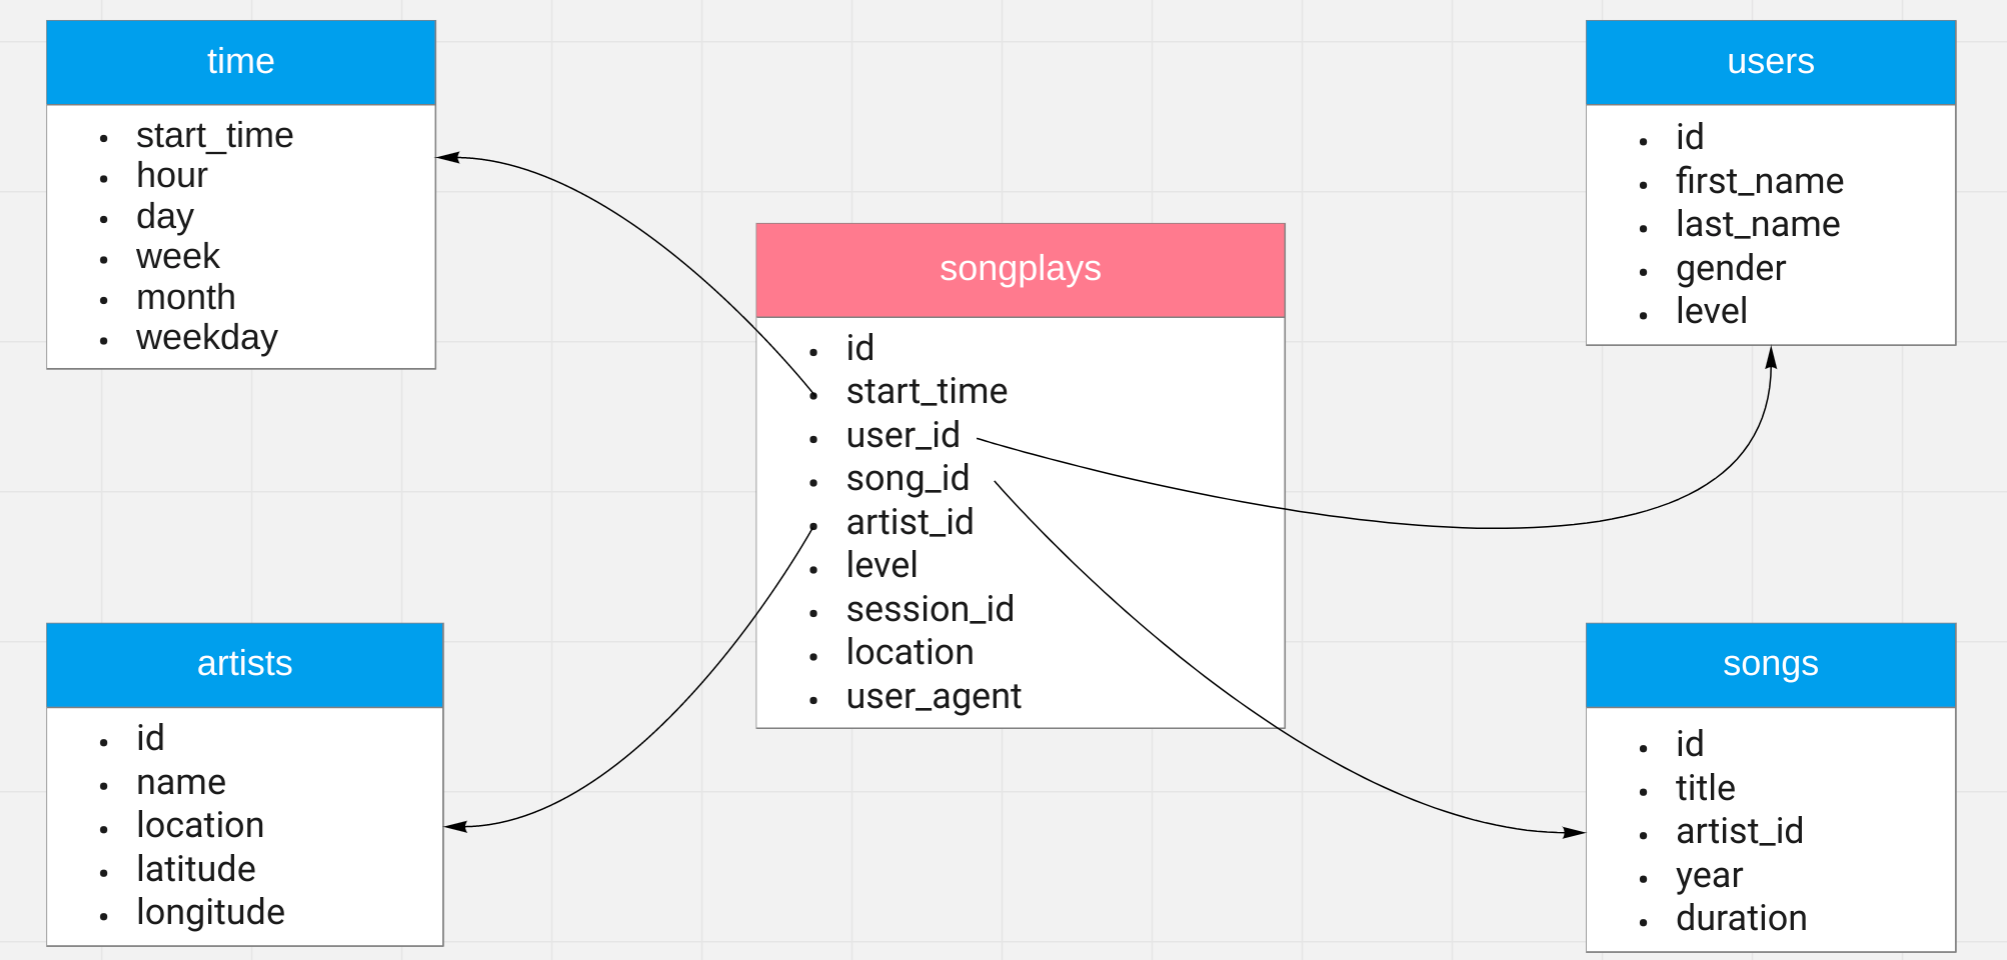 time
start_time
hour
day
week
month
weekday
users
id
first_name
last_name
gender
level
songplays
id
start_time
user_id
song_id
artist_id
level
session_id
location
user_agent
artists
id
name
location
latitude
longitude
songs
id
title
artist_id
year
duration